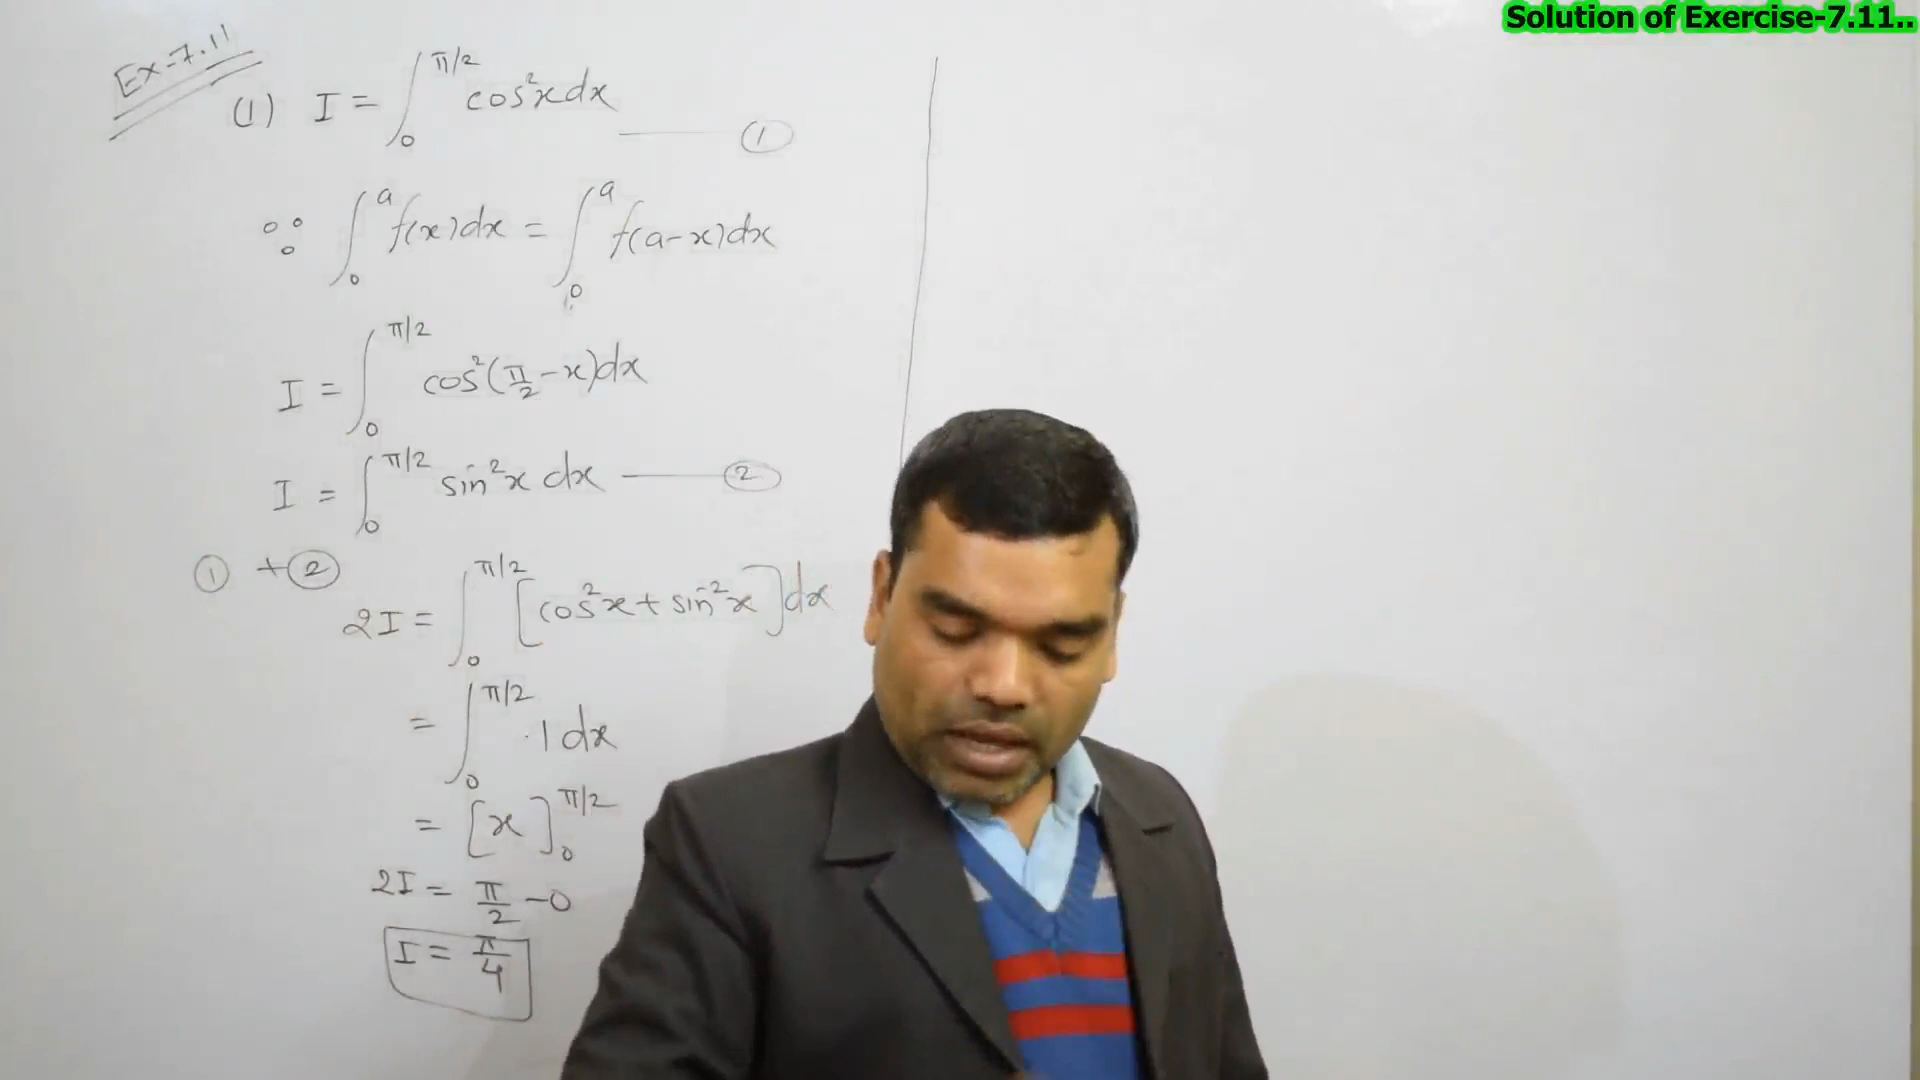 Solution of Exercise-7.11..
Ex-7.11
(1) I = ∫₀^π/2 cos²x dx ——— ①
∵ ∫₀^a f(x)dx = ∫₀^a f(a-x)dx
I = ∫₀^π/2 cos²(π/2 -x)dx
I = ∫₀^π/2 sin²x dx ——— ②
① + ②
2I = ∫₀^π/2 [cos²x + sin²x]dx
= ∫₀^π/2 .1 dx
= [x]₀^π/2
2I = π/2 -0
I = π/4